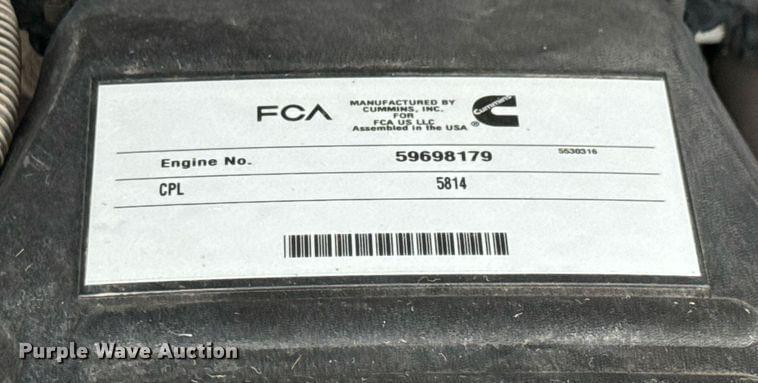 FCA
MANUFACTURED BY
CUMMINS, INC.
FOR
FCA US LLC
Assembled in the USA
Cummins ®
5530316
Engine No. 59698179
CPL 5814
Purple Wave Auction